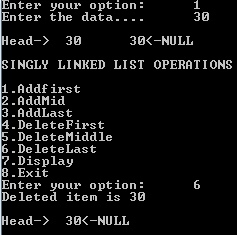 Enter your option:      1
Enter the data....      30
Head->  30      30<-NULL
SINGLY LINKED LIST OPERATIONS
1.Addfirst
2.AddMid
3.AddLast
4.DeleteFirst
5.DeleteMiddle
6.DeleteLast
7.Display
8.Exit
Enter your option:      6
Deleted item is 30
Head->  30<-NULL